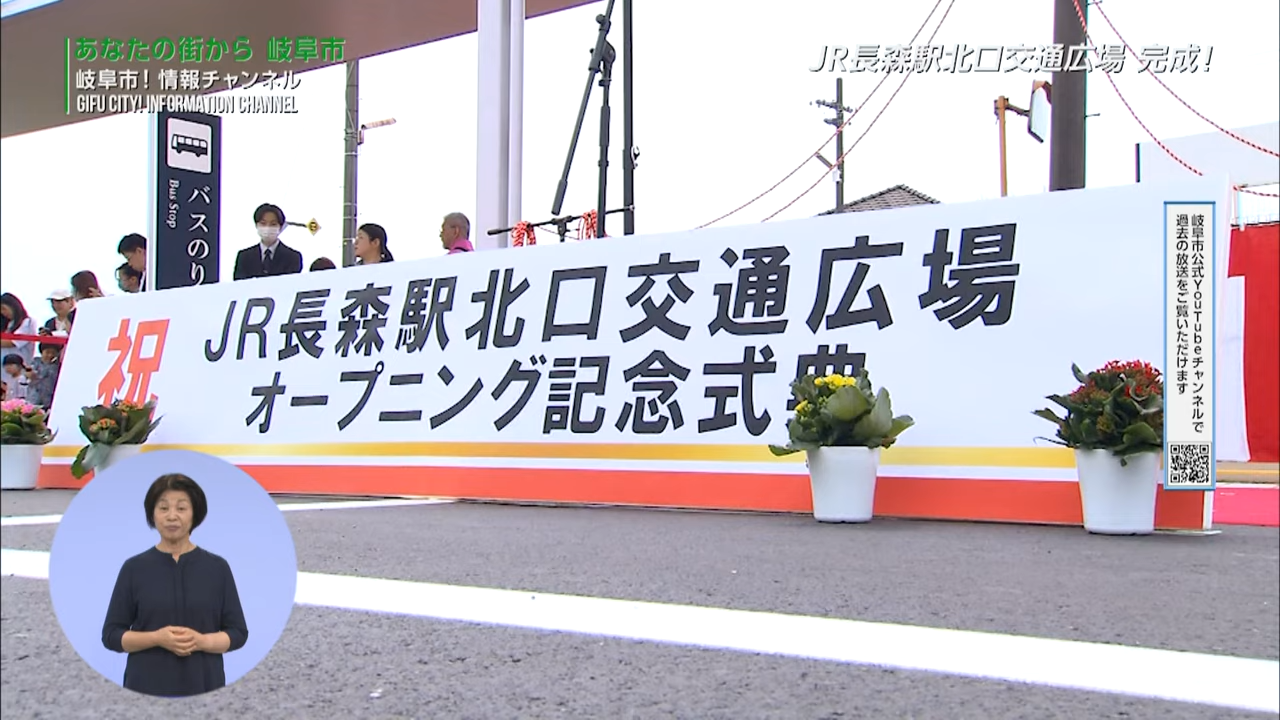 あなたの街から 岐阜市
岐阜市!情報チャンネル
GIFU CITY! INFORMATION CHANNEL
JR長森駅北口交通広場 完成!
バスのり
Bus Stop
祝
JR長森駅北口交通広場
オープニング記念式典
岐阜市公式YouTubeチャンネルで
過去の放送をご覧いただけます